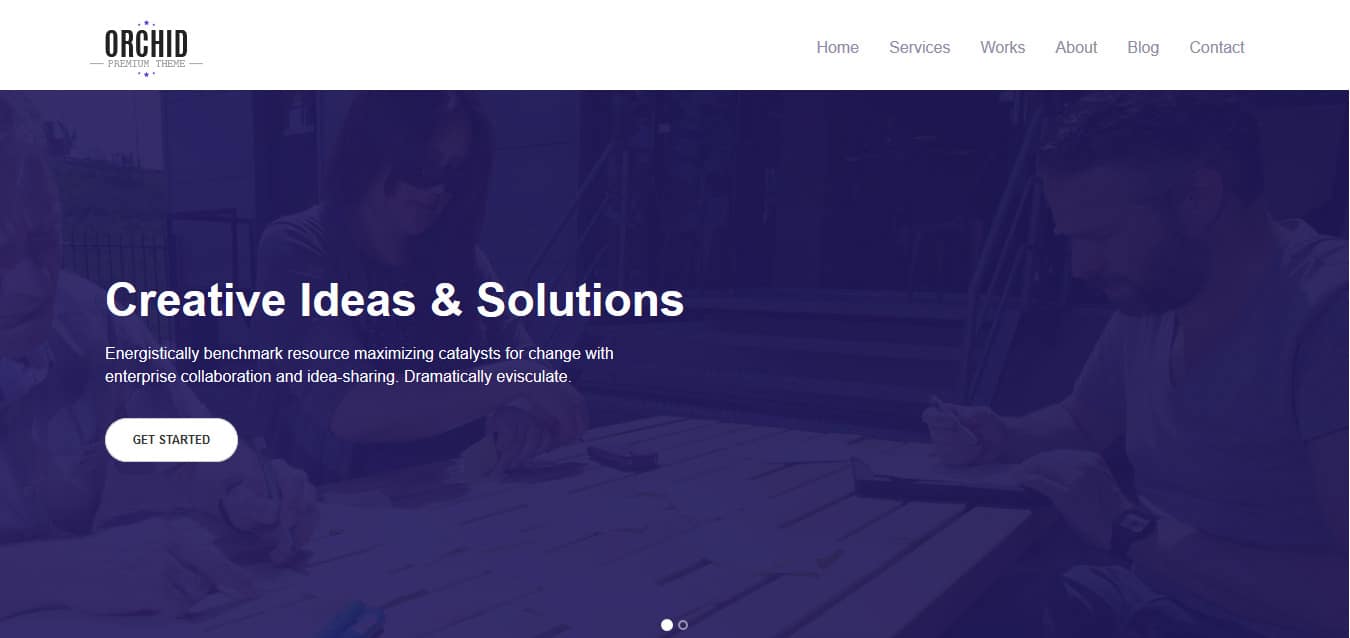 ORCHID
PREMIUM THEME
Home Services Works About Blog Contact
Creative Ideas & Solutions
Energistically benchmark resource maximizing catalysts for change with
enterprise collaboration and idea-sharing. Dramatically evisculate.
GET STARTED